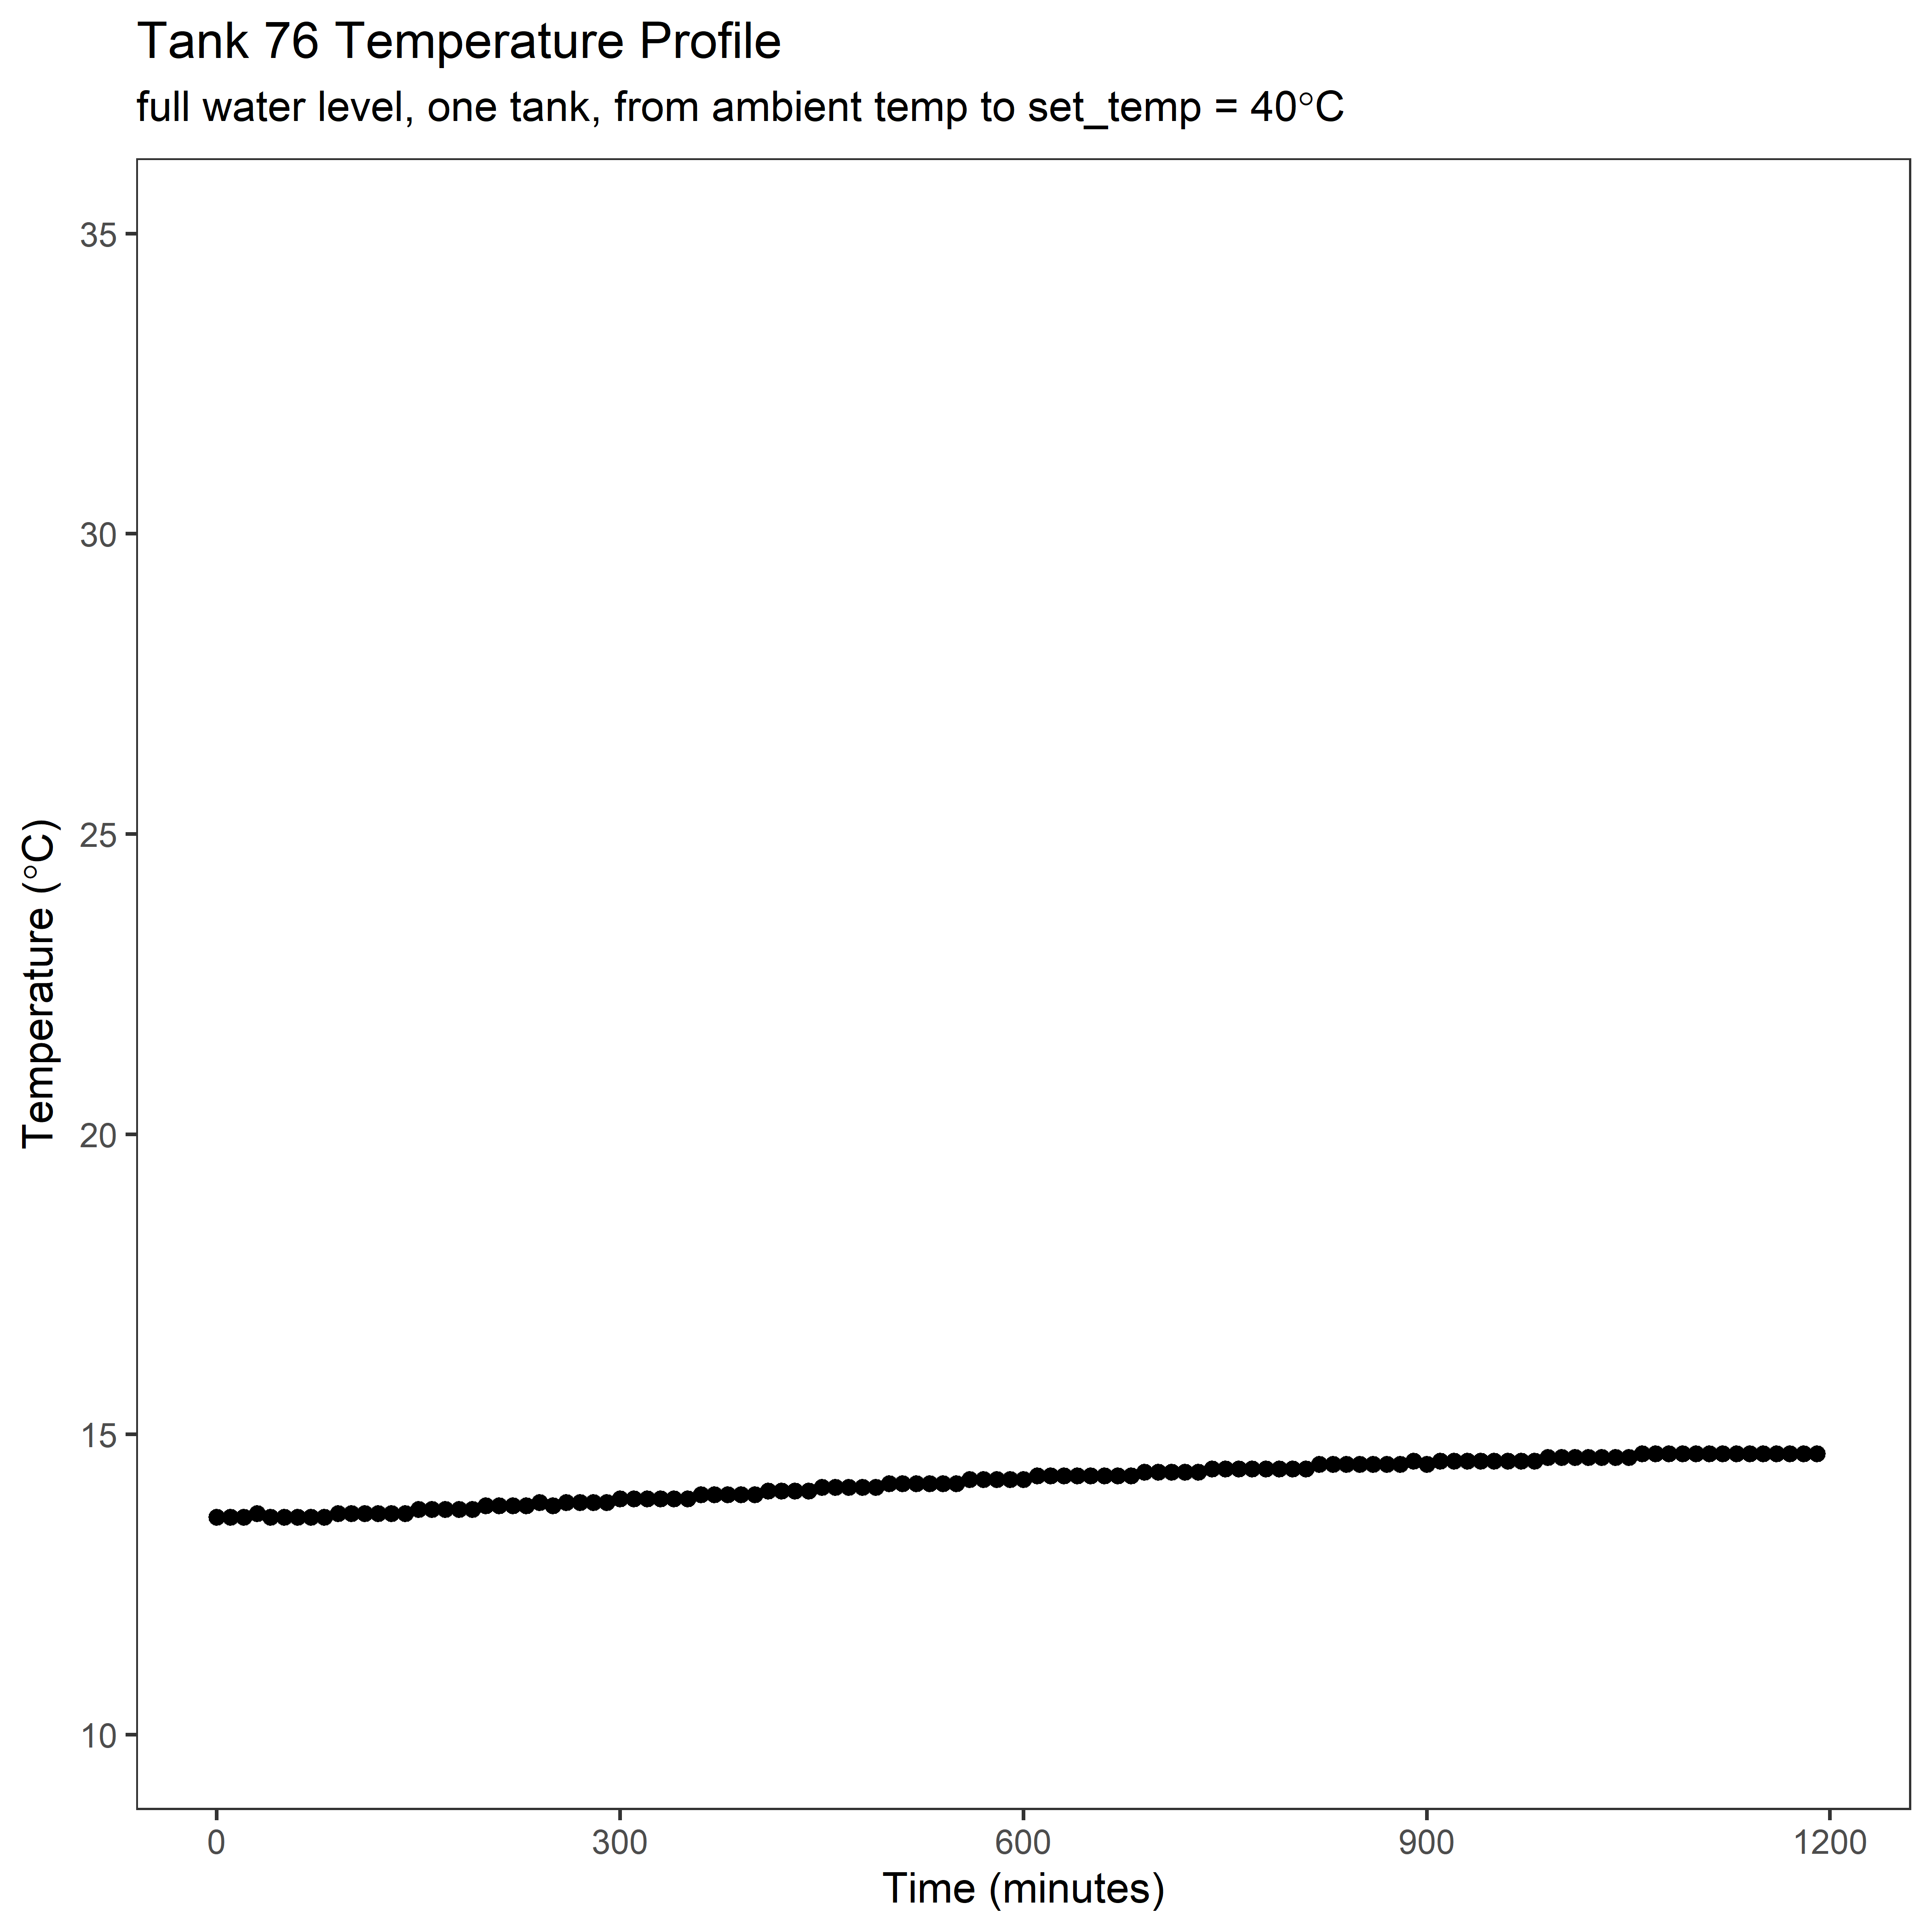 Tank 76 Temperature Profile
full water level, one tank, from ambient temp to set_temp = 40°C
35
30
25
20
15
10
Temperature (°C)
0 300 600 900 1200
Time (minutes)